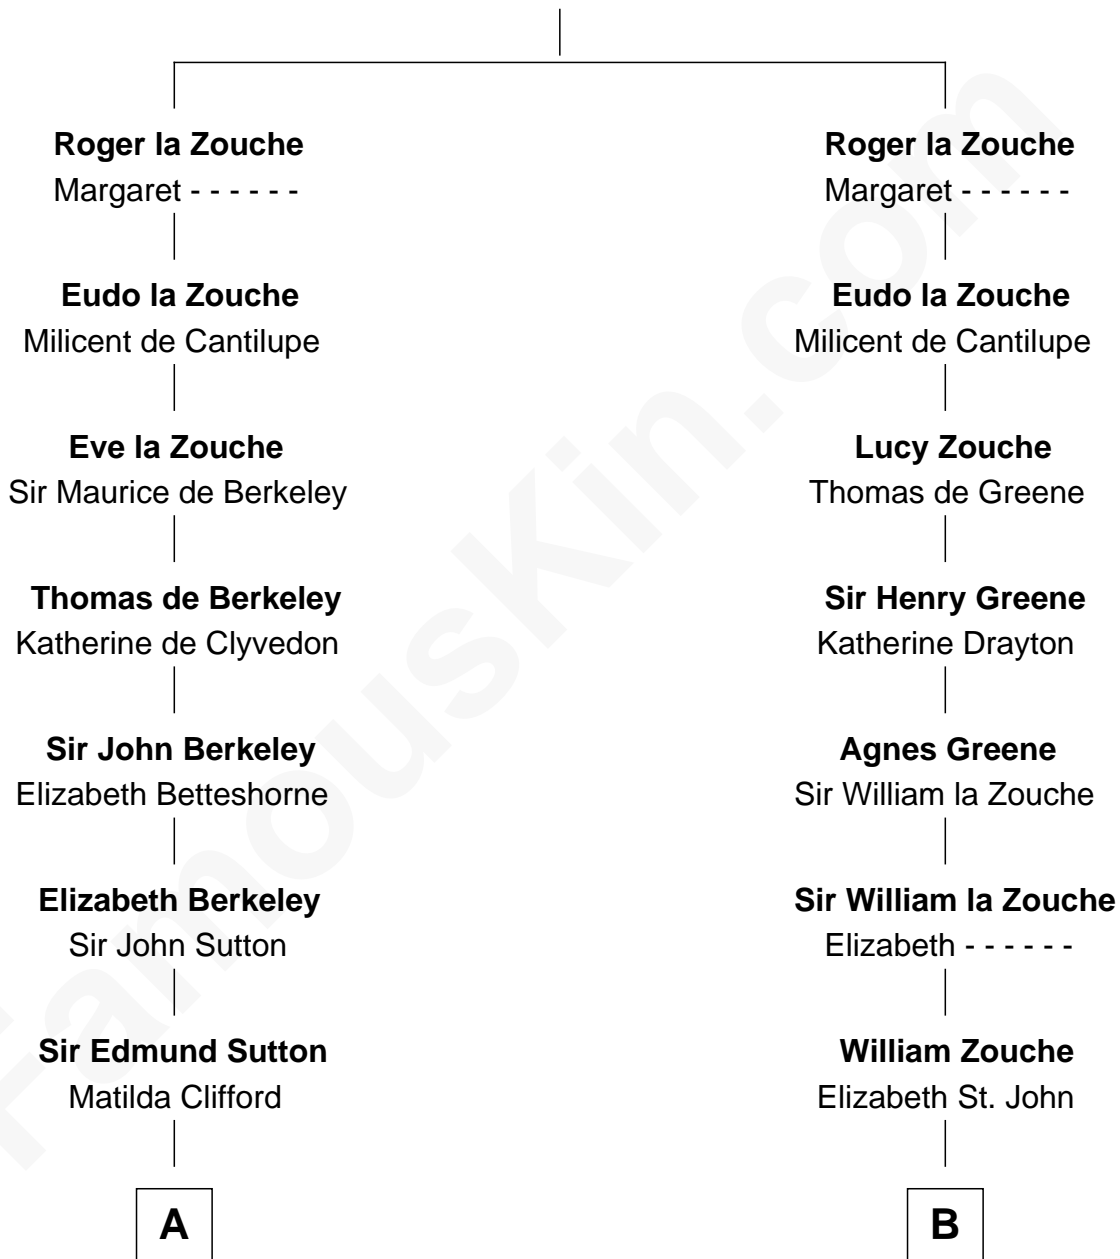 Roger la Zouche
Margaret - - - - - -
Eudo la Zouche
Milicent de Cantilupe
Eve la Zouche
Sir Maurice de Berkeley
Thomas de Berkeley
Katherine de Clyvedon
Sir John Berkeley
Elizabeth Betteshorne
Elizabeth Berkeley
Sir John Sutton
Sir Edmund Sutton
Matilda Clifford
A
Roger la Zouche
Margaret - - - - - -
Eudo la Zouche
Milicent de Cantilupe
Lucy Zouche
Thomas de Greene
Sir Henry Greene
Katherine Drayton
Agnes Greene
Sir William la Zouche
Sir William la Zouche
Elizabeth - - - - - -
William Zouche
Elizabeth St. John
B
FamousKin.com